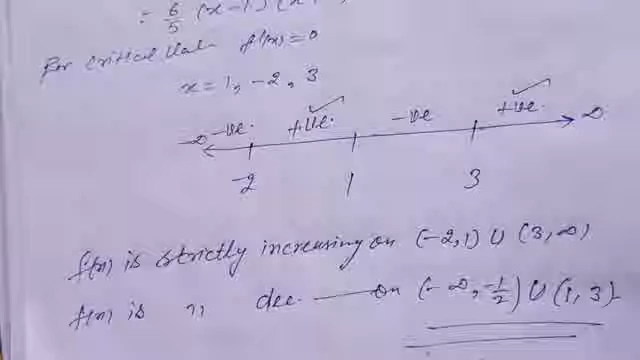 = 6/5 (x-1)(x
For critical f'(x)=0
x=1, -2, 3
-∞ -ve. +ve. -ve +ve. ∞
-2 1 3
f(x) is strictly increasing on (-2,1) ∪ (3,∞)
f(x) is " dec. on (-∞,-1/2) ∪ (1,3)